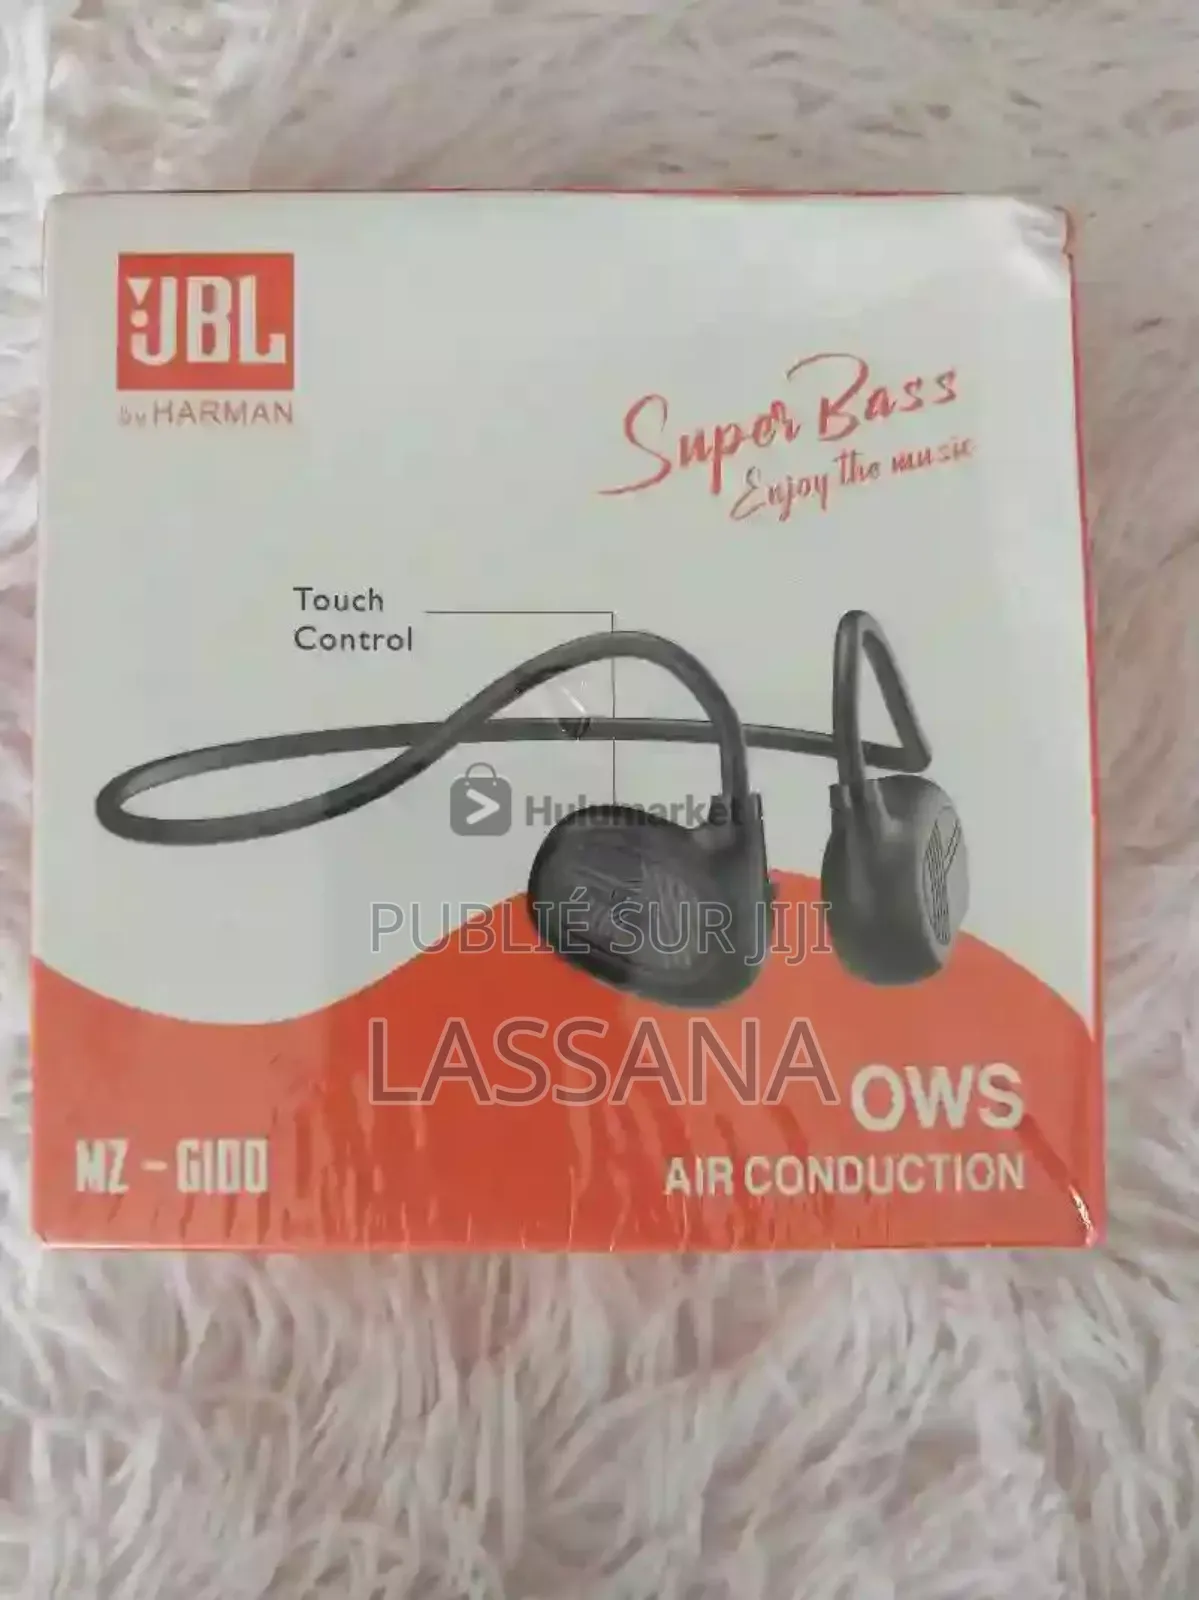 JBL
by HARMAN
Super Bass
Enjoy the music
Touch
Control
Hulumarket
PUBLIÉ SUR JIJI
LASSANA
OWS
MZ - G100
AIR CONDUCTION